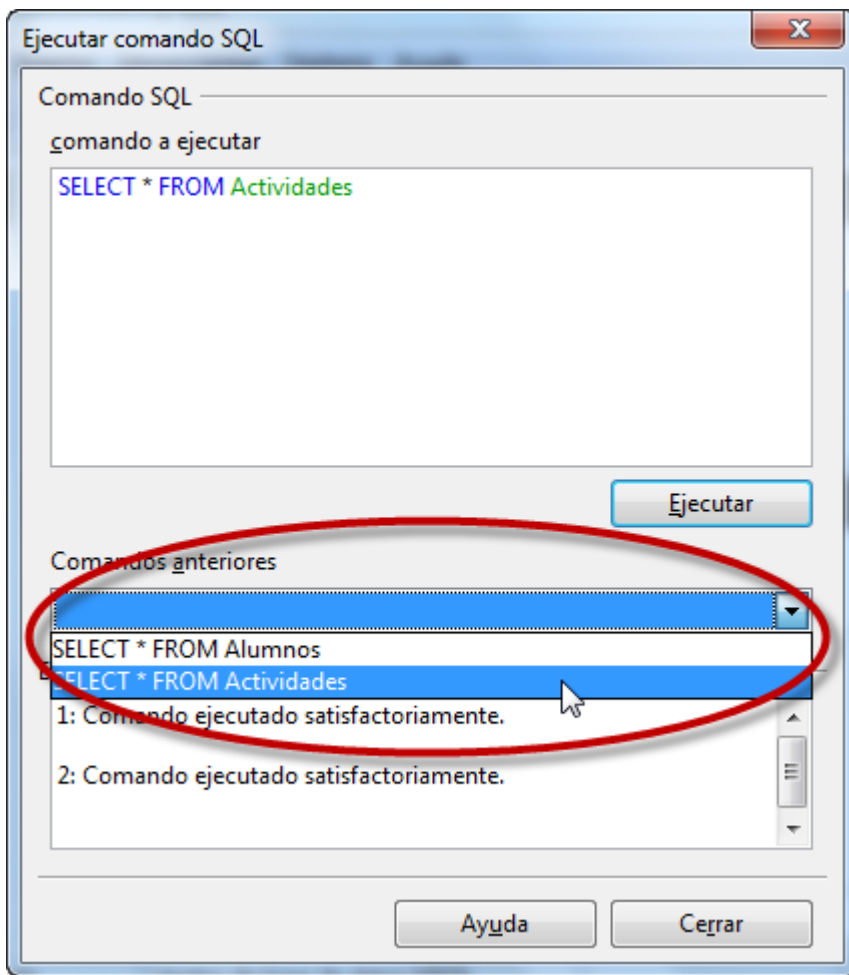 Ejecutar comando SQL
Comando SQL
comando a ejecutar
SELECT * FROM Actividades
Ejecutar
Comandos anteriores
SELECT * FROM Alumnos
SELECT * FROM Actividades
1: Comando ejecutado satisfactoriamente.
2: Comando ejecutado satisfactoriamente.
Ayuda
Cerrar